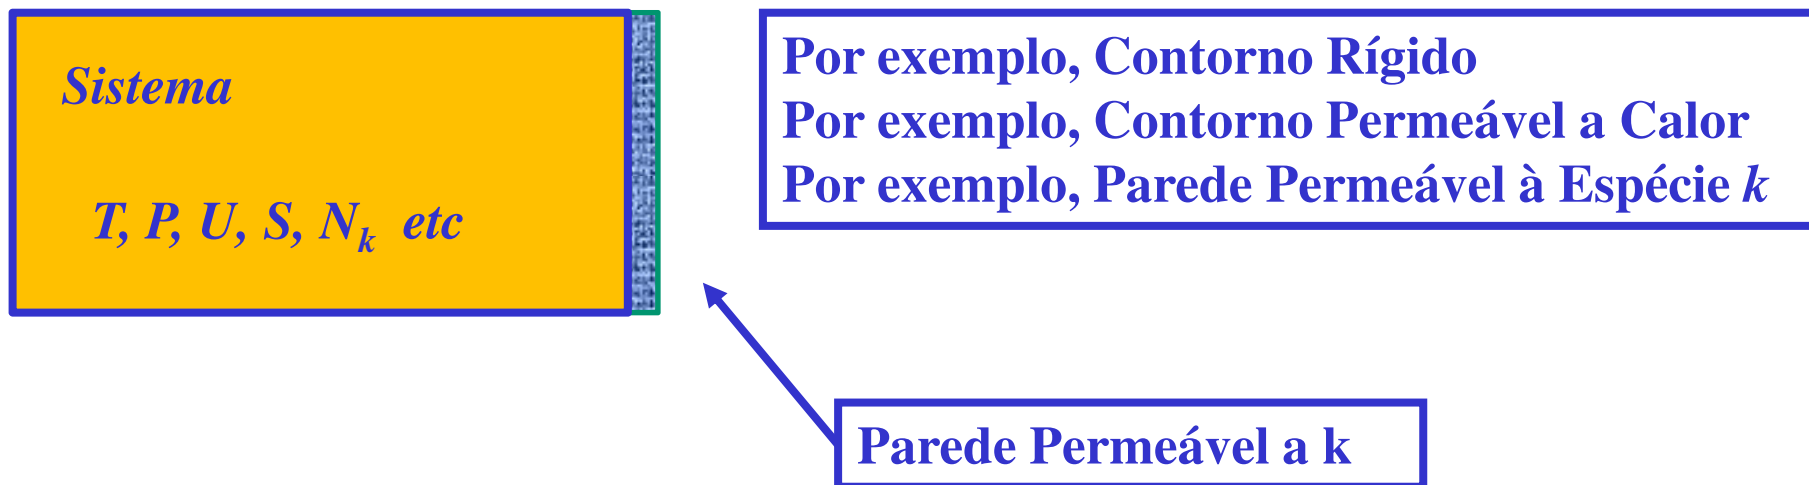 Sistema
T, P, U, S, Nk etc
Por exemplo, Contorno Rígido
Por exemplo, Contorno Permeável a Calor
Por exemplo, Parede Permeável à Espécie k
Parede Permeável a k